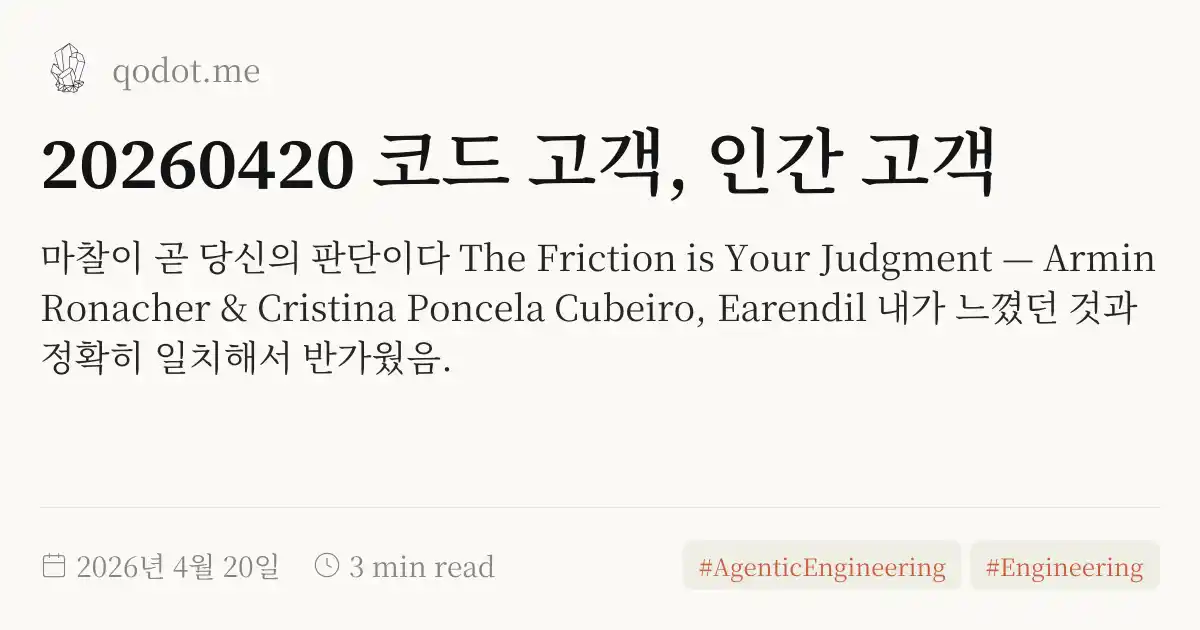 qodot.me
20260420 코드 고객, 인간 고객
마찰이 곧 당신의 판단이다 The Friction is Your Judgment — Armin
Ronacher & Cristina Poncela Cubeiro, Earendil 내가 느꼈던 것과
정확히 일치해서 반가웠음.
2026년 4월 20일 3 min read #AgenticEngineering #Engineering